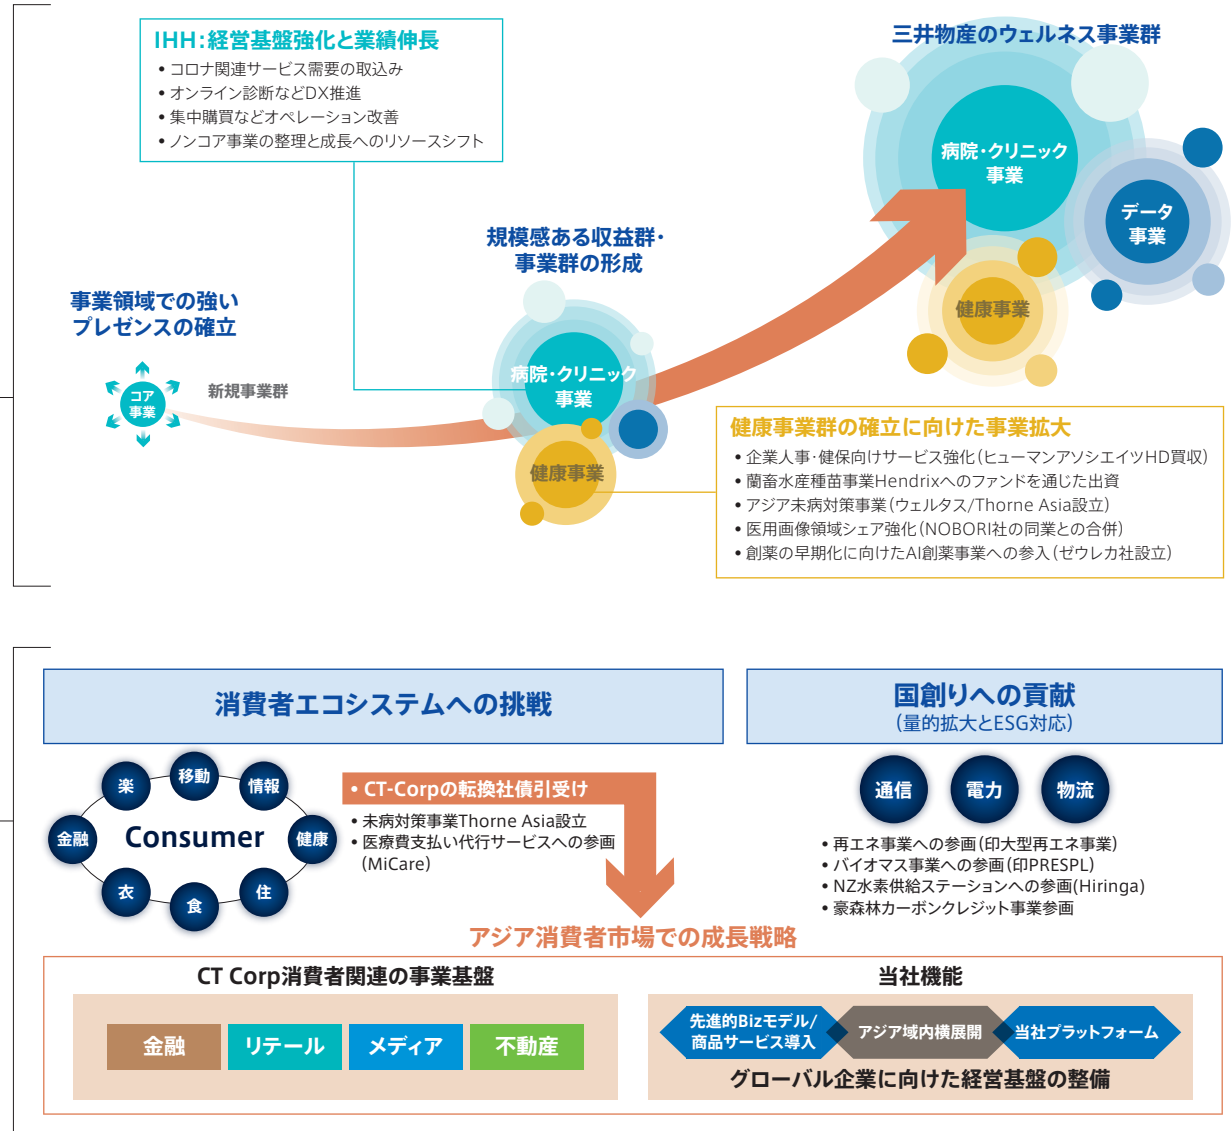 IHH:経営基盤強化と業績伸長
• コロナ関連サービス需要の取込み
• オンライン診断などDX推進
• 集中購買などオペレーション改善
• ノンコア事業の整理と成長へのリソースシフト
三井物産のウェルネス事業群
病院・クリニック
事業
データ
事業
健康事業
規模感ある収益群・
事業群の形成
病院・クリニック
事業
健康事業
事業領域での強い
プレゼンスの確立
コア
事業
新規事業群
健康事業群の確立に向けた事業拡大
• 企業人事・健保向けサービス強化(ヒューマンアソシエイツHD買収)
• 蘭畜水産種苗事業Hendrixへのファンドを通じた出資
• アジア未病対策事業(ウェルタス/Thorne Asia設立)
• 医用画像領域シェア強化(NOBORI社の同業との合併)
• 創薬の早期化に向けたAI創薬事業への参入(ゼウレカ社設立)
消費者エコシステムへの挑戦
楽
移動
情報
金融
Consumer
健康
衣
食
住
• CT-Corpの転換社債引受け
• 未病対策事業Thorne Asia設立
• 医療費支払い代行サービスへの参画
(MiCare)
国創りへの貢献
(量的拡大とESG対応)
通信
電力
物流
• 再エネ事業への参画(印大型再エネ事業)
• バイオマス事業への参画(印PRESPL)
• NZ水素供給ステーションへの参画(Hiringa)
• 豪森林カーボンクレジット事業参画
アジア消費者市場での成長戦略
CT Corp消費者関連の事業基盤
金融
リテール
メディア
不動産
当社機能
先進的Bizモデル/
商品サービス導入
アジア域内横展開
当社プラットフォーム
グローバル企業に向けた経営基盤の整備